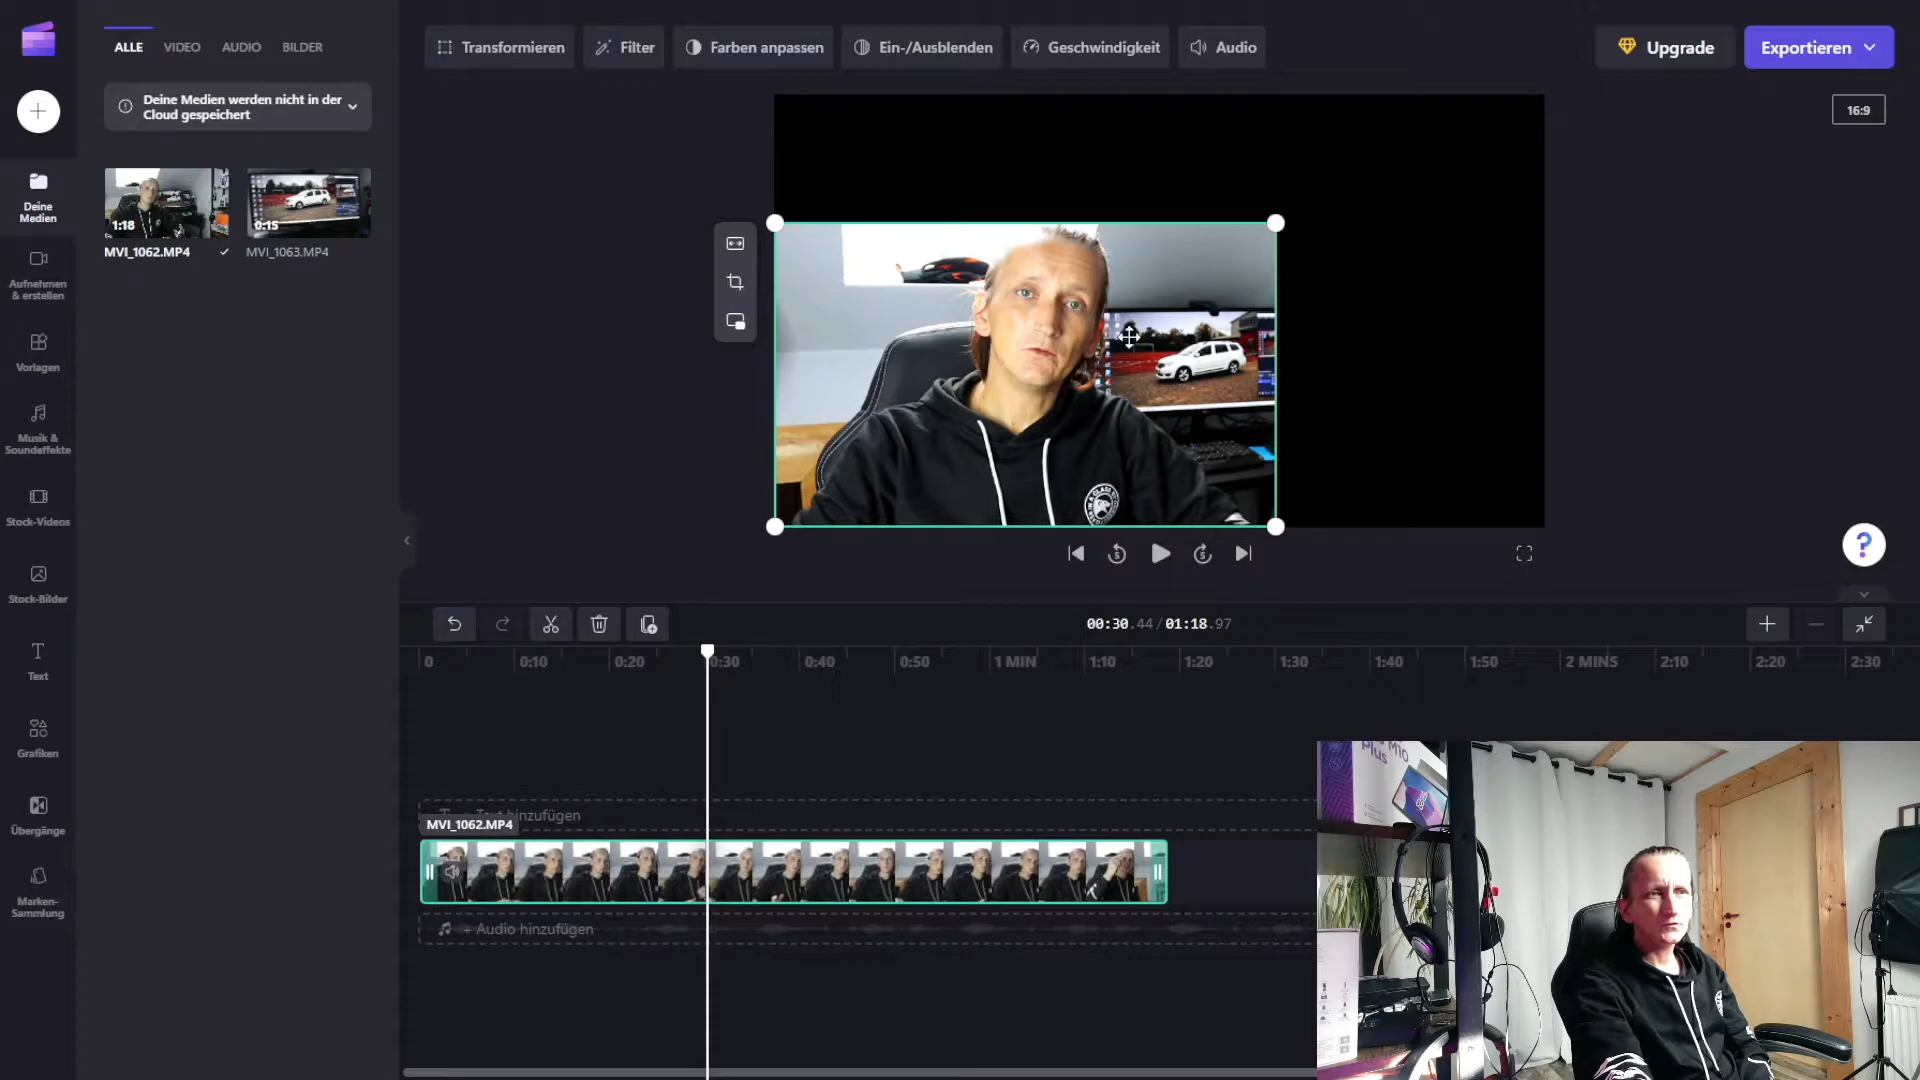 ALLE VIDEO AUDIO BILDER
Deine Medien werden nicht in der
Cloud gespeichert
1:18
0:15
MVI_1062.MP4
MVI_1063.MP4
Deine
Medien
Aufnehmen
& erstellen
Vorlagen
Musik &
Soundeffekte
Stock-Videos
Stock-Bilder
Text
Grafiken
Übergänge
Marken-
Sammlung
Transformieren
Filter
Farben anpassen
Ein-/Ausblenden
Geschwindigkeit
Audio
Upgrade
Exportieren
16:9
?
5
5
00:30.44 / 01:18.97
0 0:10 0:20 0:30 0:40 0:50 1 MIN 1:10 1:20 1:30 1:40 1:50 2 MINS 2:10 2:20 2:30
hinzufügen
MVI_1062.MP4
+ Audio hinzufügen
M10
Plus